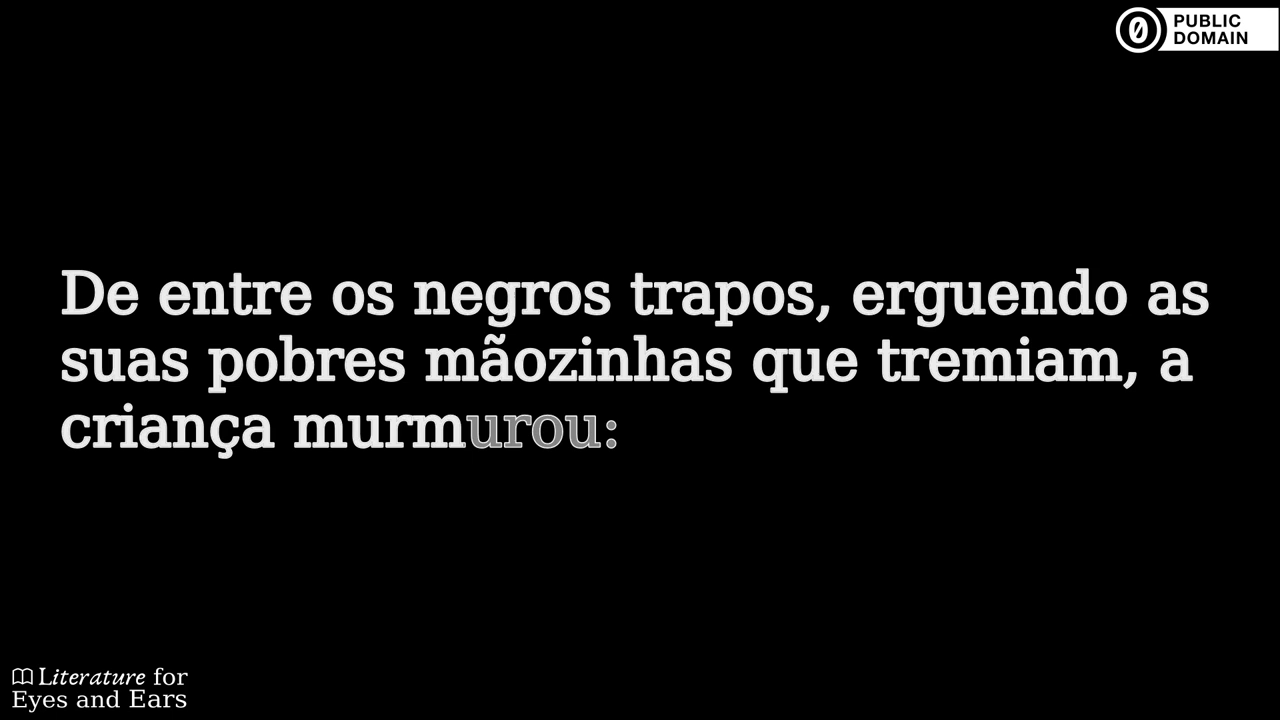 PUBLIC
DOMAIN
De entre os negros trapos, erguendo as
suas pobres mãozinhas que tremiam, a
criança murmurou:
Literature for
Eyes and Ears